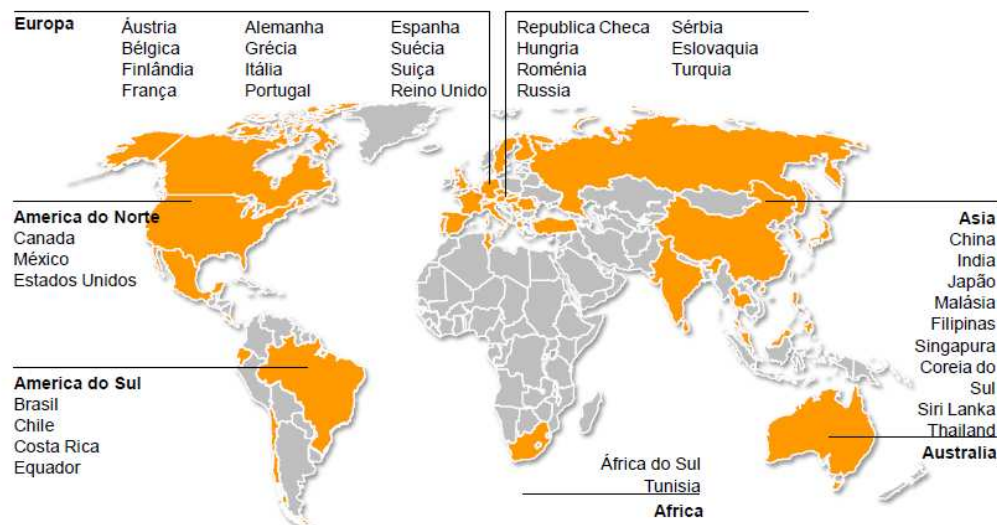 Europa
Áustria
Bélgica
Finlândia
França
Alemanha
Grécia
Itália
Portugal
Espanha
Suécia
Suiça
Reino Unido
Republica Checa
Hungria
Roménia
Russia
Sérbia
Eslovaquia
Turquia
America do Norte
Canada
México
Estados Unidos
America do Sul
Brasil
Chile
Costa Rica
Equador
Asia
China
India
Japão
Malásia
Filipinas
Singapura
Coreia do
Sul
Siri Lanka
Thailand
Australia
África do Sul
Tunisia
Africa